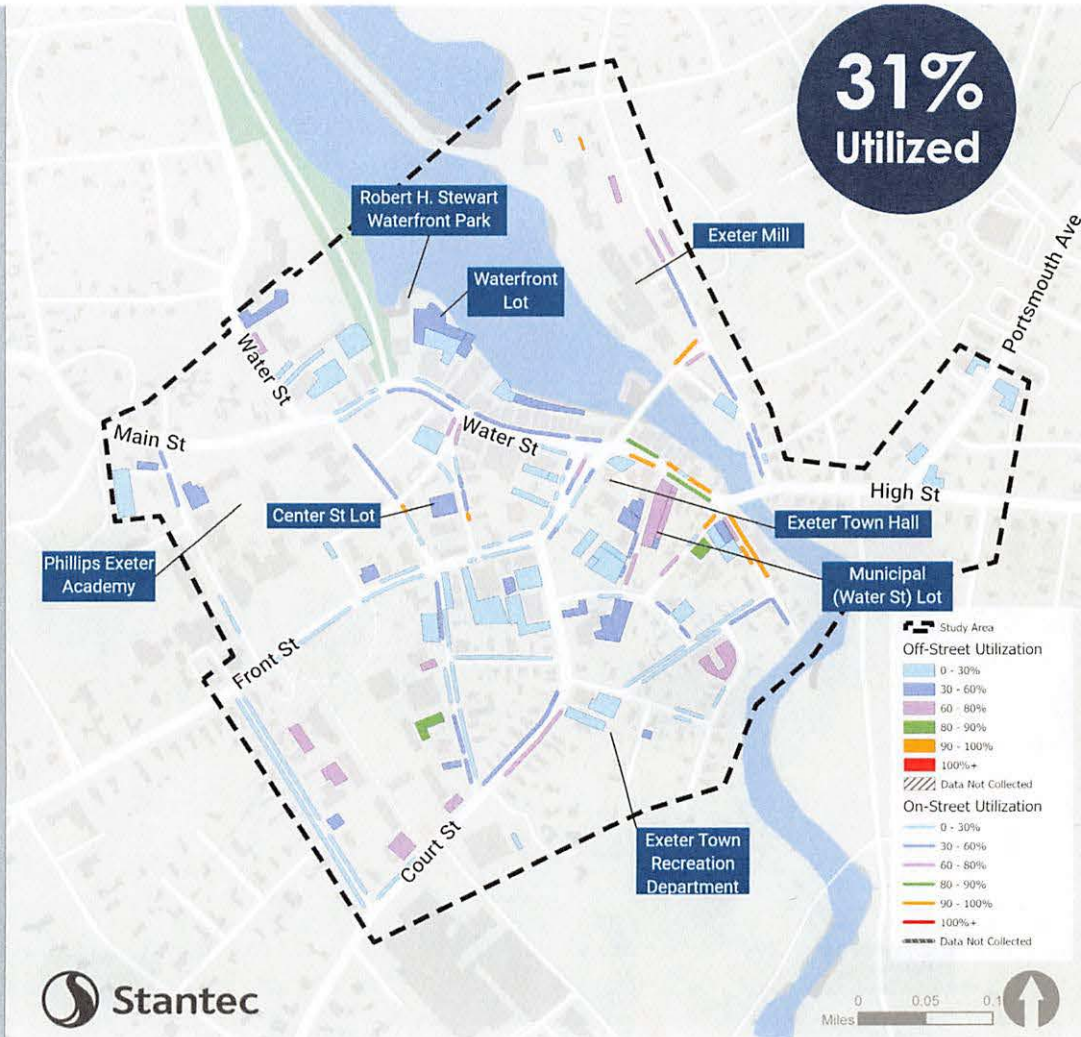 31%
Utilized
Portsmouth Ave
Robert H. Stewart
Waterfront Park
Exeter Mill
Waterfront
Lot
Water St
Main St
Water St
High St
Center St Lot
Exeter Town Hall
Phillips Exeter
Academy
Municipal
(Water St) Lot
Front St
Study Area
Off-Street Utilization
0 - 30%
30 - 60%
60 - 80%
80 - 90%
90 - 100%
100%+
Data Not Collected
On-Street Utilization
0 - 30%
30 - 60%
60 - 80%
80 - 90%
90 - 100%
100%+
Data Not Collected
Court St
Exeter Town
Recreation
Department
Stantec
0 0.05 0.1
Miles